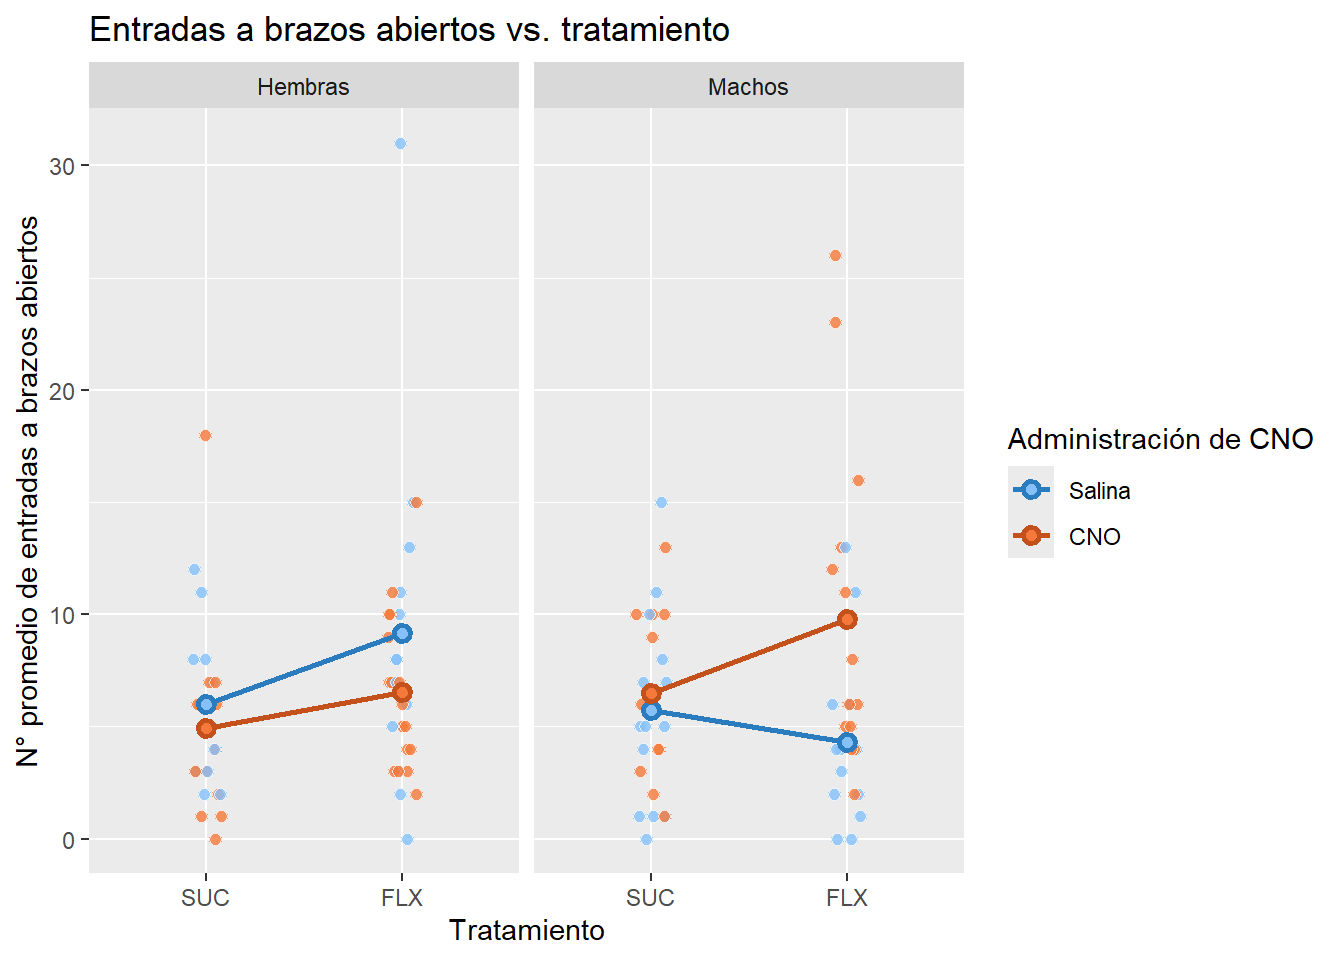 Entradas a brazos abiertos vs. tratamiento
Hembras
Machos
N° promedio de entradas a brazos abiertos
30
20
10
0
SUC
FLX
SUC
FLX
Tratamiento
Administración de CNO
Salina
CNO